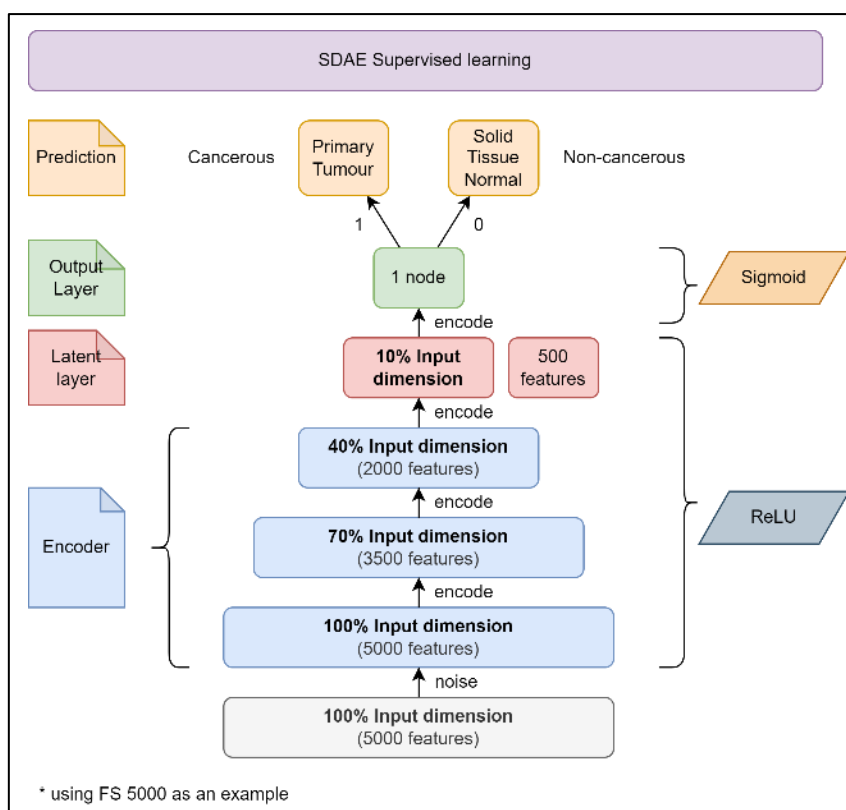 SDAE Supervised learning
Prediction
Cancerous
Primary
Tumour
Solid
Tissue
Normal
Non-cancerous
1
0
Output
Layer
1 node
Sigmoid
encode
Latent
layer
10% Input
dimension
500
features
encode
40% Input dimension
(2000 features)
encode
Encoder
70% Input dimension
(3500 features)
ReLU
encode
100% Input dimension
(5000 features)
noise
100% Input dimension
(5000 features)
* using FS 5000 as an example